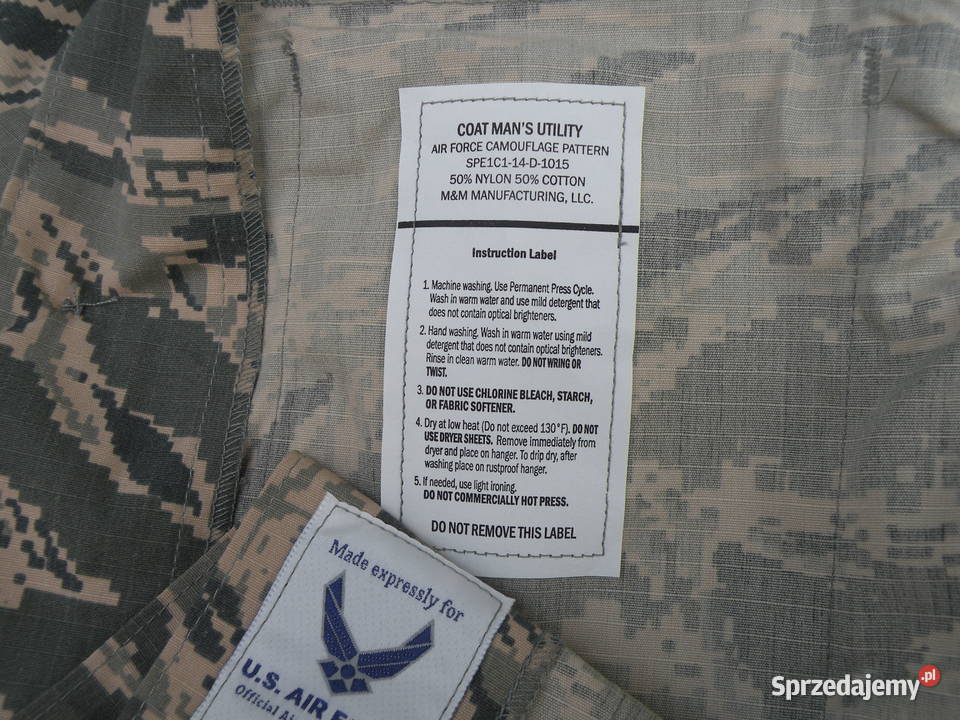 COAT MAN'S UTILITY
AIR FORCE CAMOUFLAGE PATTERN
SPE1C1-14-D-1015
50% NYLON 50% COTTON
M&M MANUFACTURING, LLC.
Instruction Label
1. Machine washing. Use Permanent Press Cycle.
Wash in warm water and use mild detergent that
does not contain optical brighteners.
2. Hand washing. Wash in warm water using mild
detergent that does not contain optical brighteners.
Rinse in clean warm water. DO NOT WRING OR
TWIST.
3. DO NOT USE CHLORINE BLEACH, STARCH,
OR FABRIC SOFTENER.
4. Dry at low heat (Do not exceed 130°F). DO NOT
USE DRYER SHEETS. Remove immediately from
dryer and place on hanger. To drip dry, after
washing place on rustproof hanger.
5. If needed, use light ironing.
DO NOT COMMERCIALLY HOT PRESS.
DO NOT REMOVE THIS LABEL
Made expressly for
U.S. AIR
Official
Sprzedajemy.pl